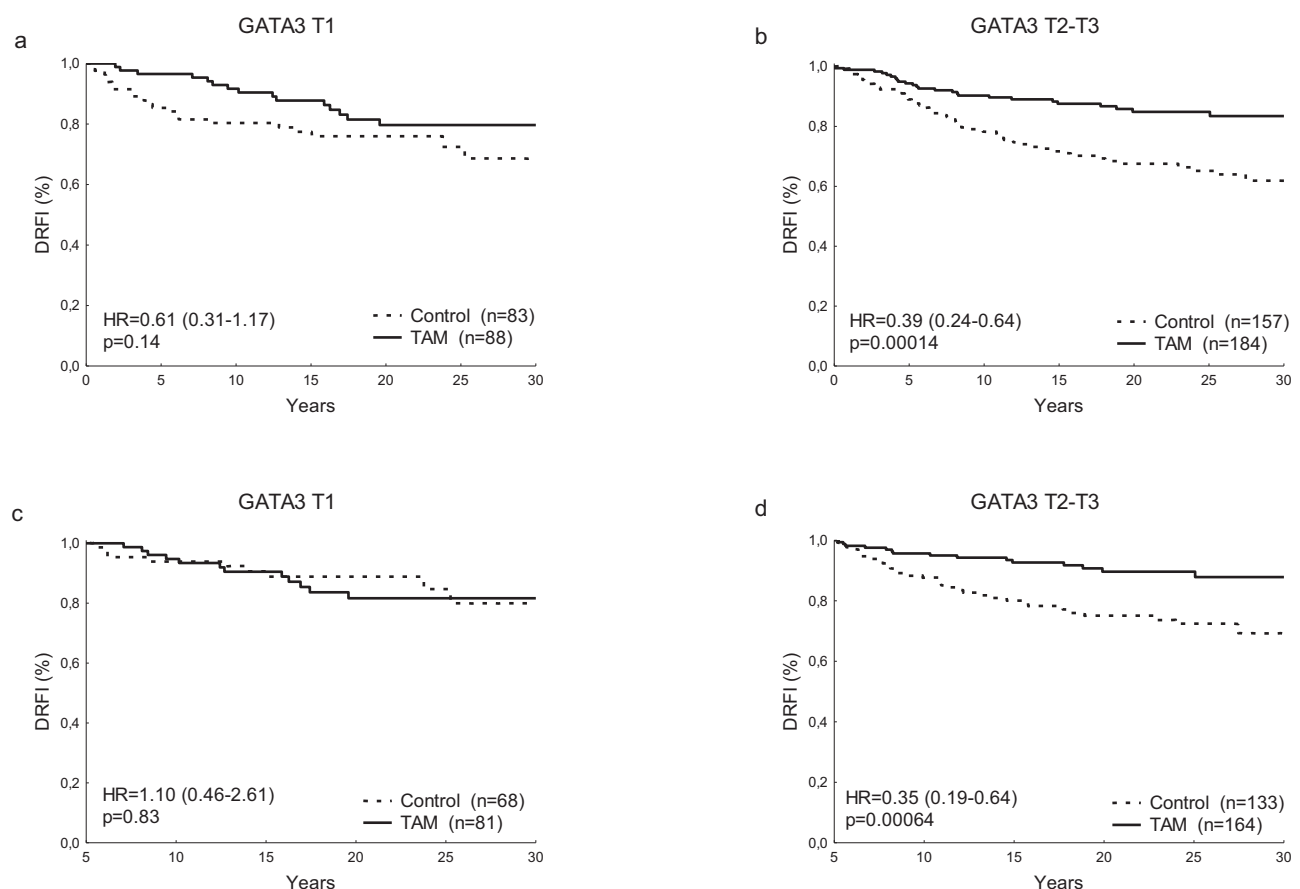 a
GATA3 T1
1,0
0,8
0,6
0,4
0,2
0,0
DRFI (%)
HR=0.61 (0.31-1.17)
p=0.14
Control (n=83)
TAM (n=88)
0 5 10 15 20 25 30
Years
b
GATA3 T2-T3
1,0
0,8
0,6
0,4
0,2
0,0
DRFI (%)
HR=0.39 (0.24-0.64)
p=0.00014
Control (n=157)
TAM (n=184)
0 5 10 15 20 25 30
Years
c
GATA3 T1
1,0
0,8
0,6
0,4
0,2
0,0
DRFI (%)
HR=1.10 (0.46-2.61)
p=0.83
Control (n=68)
TAM (n=81)
5 10 15 20 25 30
Years
d
GATA3 T2-T3
1,0
0,8
0,6
0,4
0,2
0,0
DRFI (%)
HR=0.35 (0.19-0.64)
p=0.00064
Control (n=133)
TAM (n=164)
5 10 15 20 25 30
Years